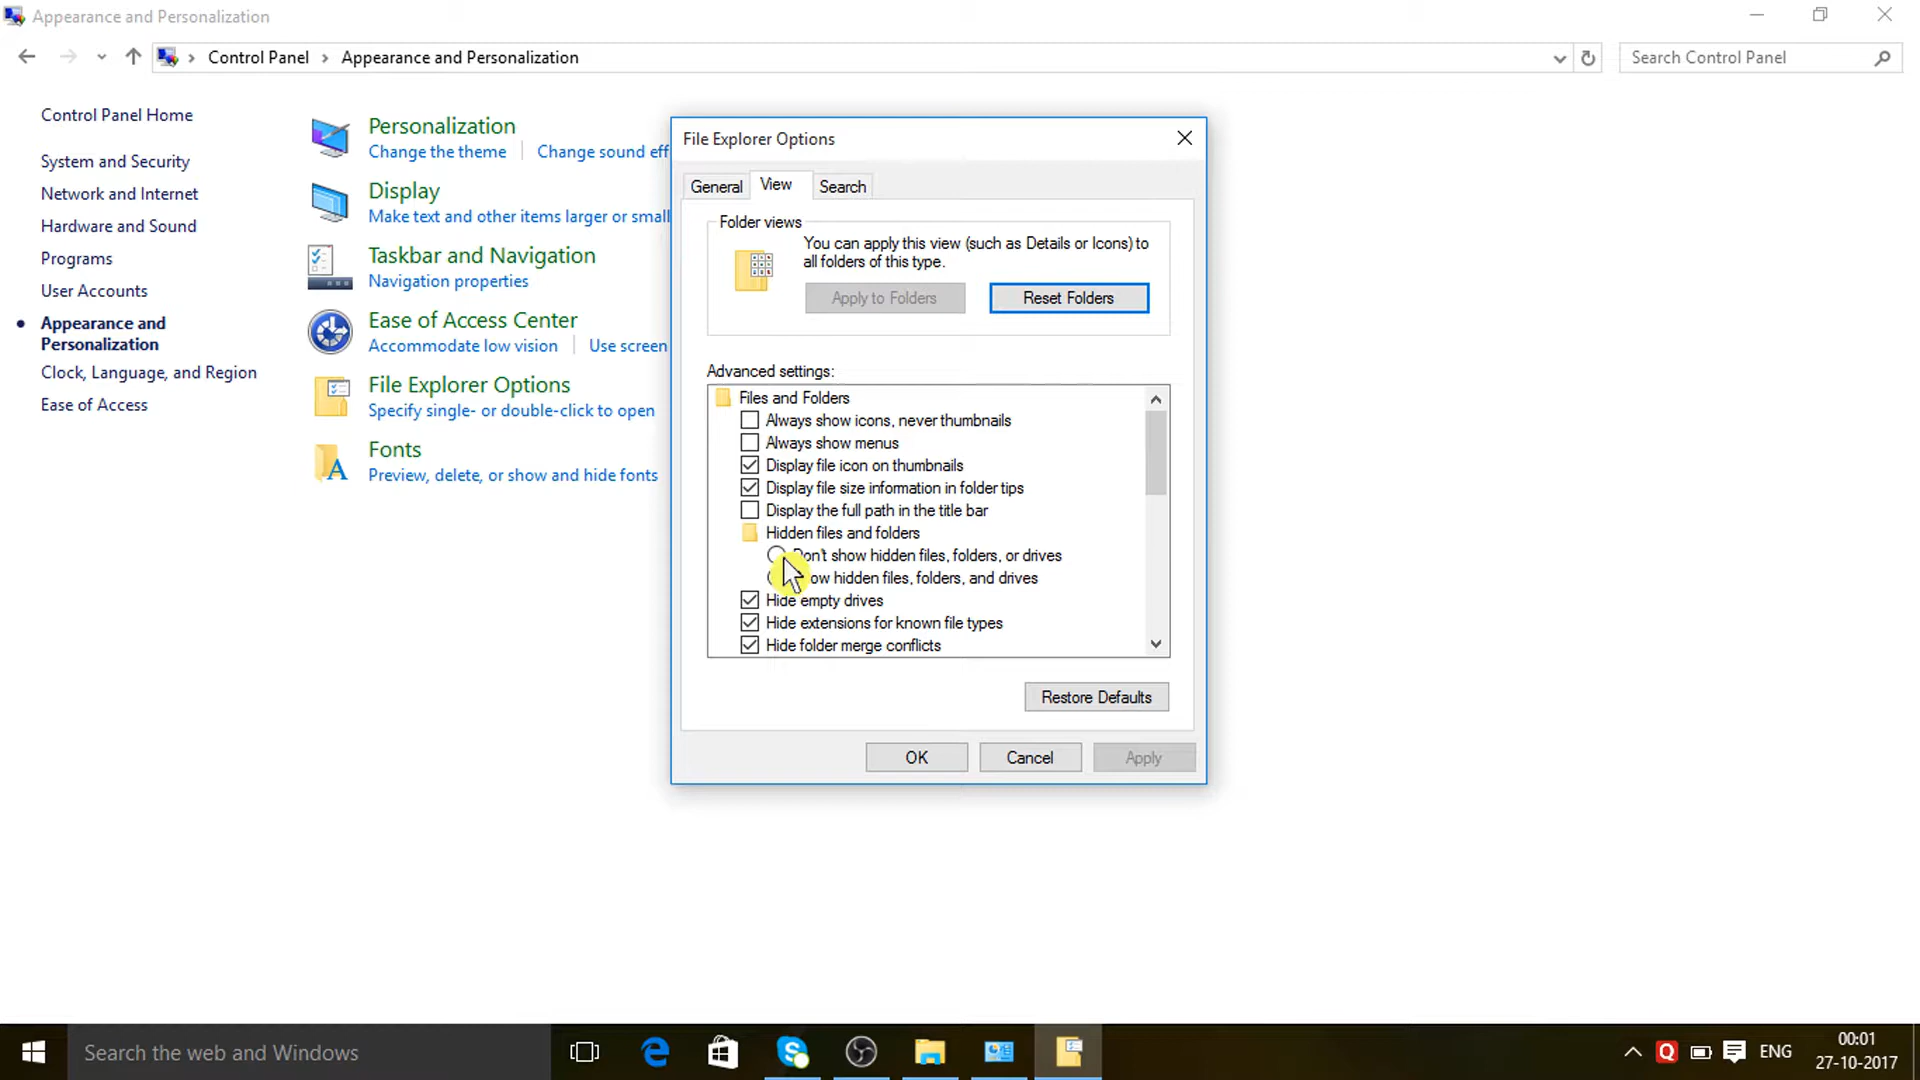 Appearance and Personalization
Control Panel > Appearance and Personalization
Search Control Panel
Control Panel Home
System and Security
Network and Internet
Hardware and Sound
Programs
User Accounts
Appearance and
Personalization
Clock, Language, and Region
Ease of Access
Personalization
Change the theme
Change sound eff
Display
Make text and other items larger or small
Taskbar and Navigation
Navigation properties
Ease of Access Center
Accommodate low vision
Use screen
File Explorer Options
Specify single- or double-click to open
Fonts
Preview, delete, or show and hide fonts
File Explorer Options
General
View
Search
Folder views
You can apply this view (such as Details or Icons) to
all folders of this type.
Apply to Folders
Reset Folders
Advanced settings:
Files and Folders
Always show icons, never thumbnails
Always show menus
Display file icon on thumbnails
Display file size information in folder tips
Display the full path in the title bar
Hidden files and folders
Don't show hidden files, folders, or drives
ow hidden files, folders, and drives
Hide empty drives
Hide extensions for known file types
Hide folder merge conflicts
Restore Defaults
OK
Cancel
Apply
Search the web and Windows
ENG
00:01
27-10-2017